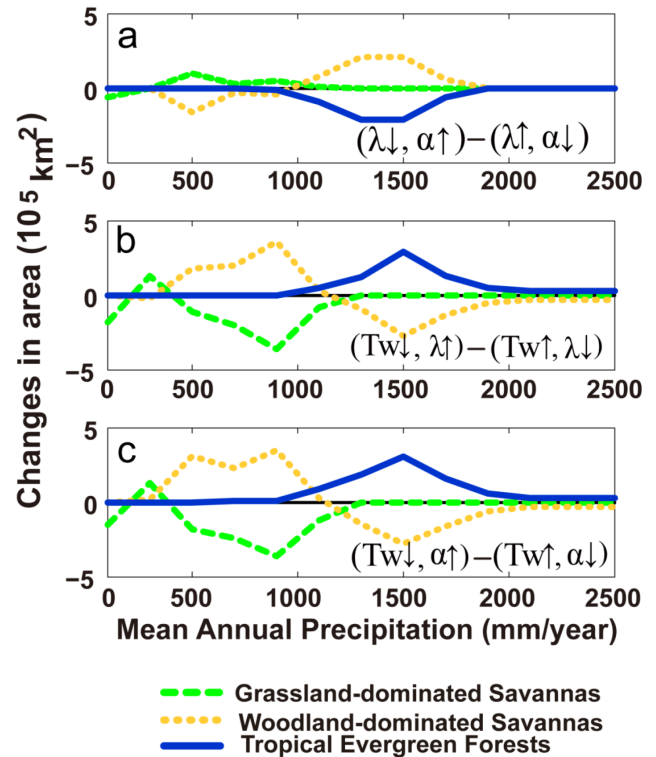 Changes in area (10⁵ km²)
5
a
0
(λ↓, α↑)−(λ↑, α↓)
−5
0 500 1000 1500 2000 2500
5
b
0
(Tw↓, λ↑)−(Tw↑, λ↓)
−5
0 500 1000 1500 2000 2500
5
c
0
(Tw↓, α↑)−(Tw↑, α↓)
−5
0 500 1000 1500 2000 2500
Mean Annual Precipitation (mm/year)
Grassland-dominated Savannas
Woodland-dominated Savannas
Tropical Evergreen Forests